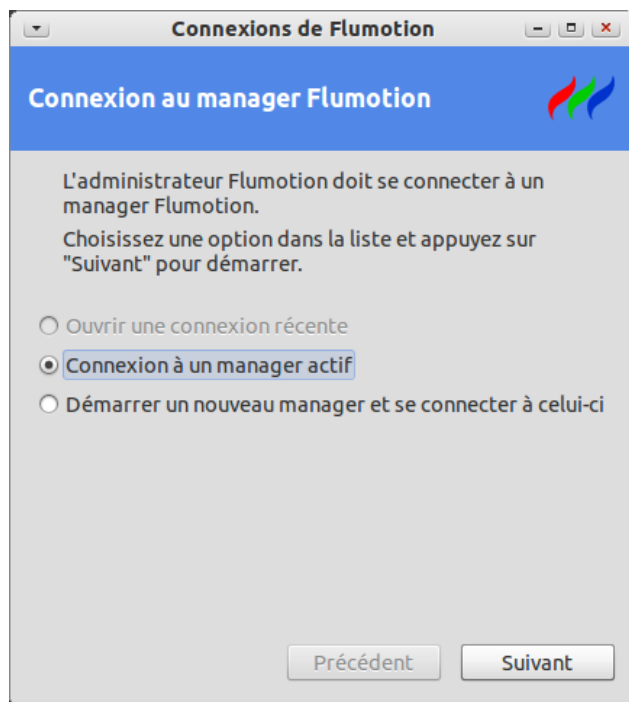 Connexions de Flumotion
Connexion au manager Flumotion
L'administrateur Flumotion doit se connecter à un
manager Flumotion.
Choisissez une option dans la liste et appuyez sur
"Suivant" pour démarrer.
Ouvrir une connexion récente
Connexion à un manager actif
Démarrer un nouveau manager et se connecter à celui-ci
Précédent Suivant